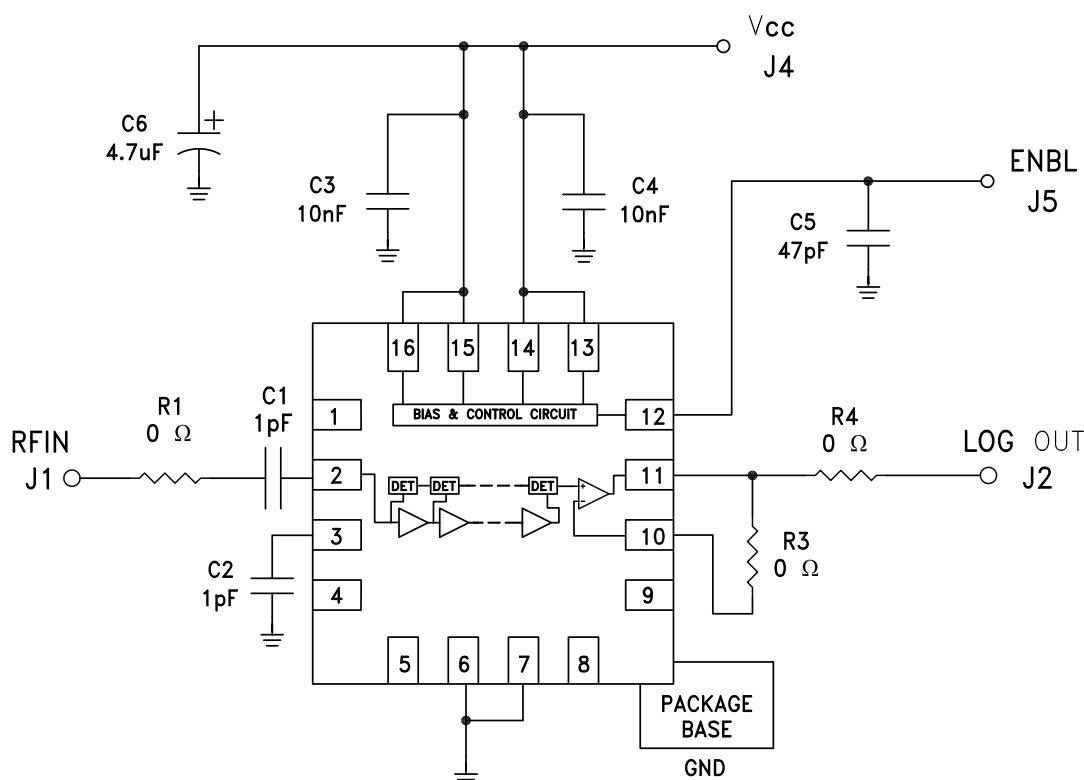 Vcc
J4
C6
+
4.7uF
ENBL
J5
C3
10nF
C4
10nF
C5
47pF
16
15
14
13
BIAS & CONTROL CIRCUIT
C1
1pF
R1
0 Ω
1
12
R4
0 Ω
RFIN
J1
LOG OUT
J2
2
11
DET
DET
DET
+
−
3
10
R3
0 Ω
C2
1pF
4
9
5
6
7
8
PACKAGE
BASE
GND